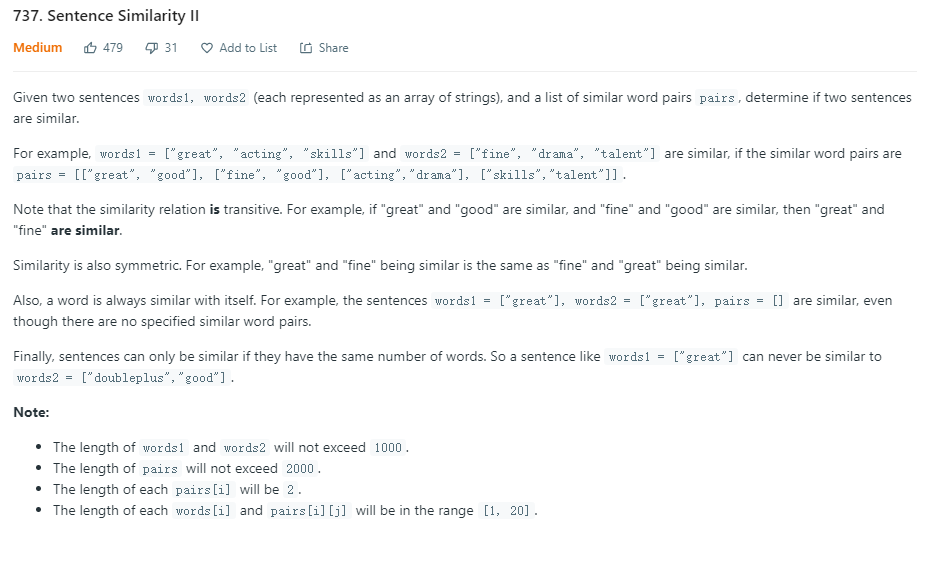 737. Sentence Similarity II
Medium 479 31 Add to List Share
Given two sentences words1, words2 (each represented as an array of strings), and a list of similar word pairs pairs, determine if two sentences
are similar.
For example, words1 = ["great", "acting", "skills"] and words2 = ["fine", "drama", "talent"] are similar, if the similar word pairs are
pairs = [["great", "good"], ["fine", "good"], ["acting","drama"], ["skills","talent"]].
Note that the similarity relation is transitive. For example, if "great" and "good" are similar, and "fine" and "good" are similar, then "great" and
"fine" are similar.
Similarity is also symmetric. For example, "great" and "fine" being similar is the same as "fine" and "great" being similar.
Also, a word is always similar with itself. For example, the sentences words1 = ["great"], words2 = ["great"], pairs = [] are similar, even
though there are no specified similar word pairs.
Finally, sentences can only be similar if they have the same number of words. So a sentence like words1 = ["great"] can never be similar to
words2 = ["doubleplus","good"].
Note:
• The length of words1 and words2 will not exceed 1000.
• The length of pairs will not exceed 2000.
• The length of each pairs[i] will be 2.
• The length of each words[i] and pairs[i][j] will be in the range [1, 20].